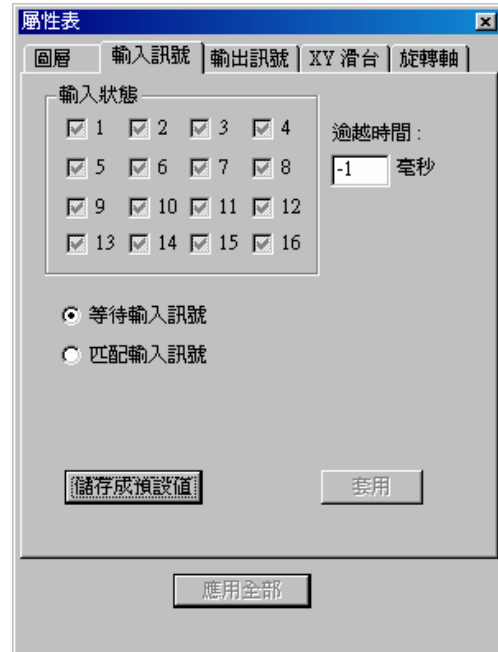 屬性表
圖層 輸入訊號 輸出訊號 XY 滑台 旋轉軸
輸入狀態
1 2 3 4
逾越時間 :
5 6 7 8
-1 毫秒
9 10 11 12
13 14 15 16
等待輸入訊號
匹配輸入訊號
儲存成預設值 套用
應用全部